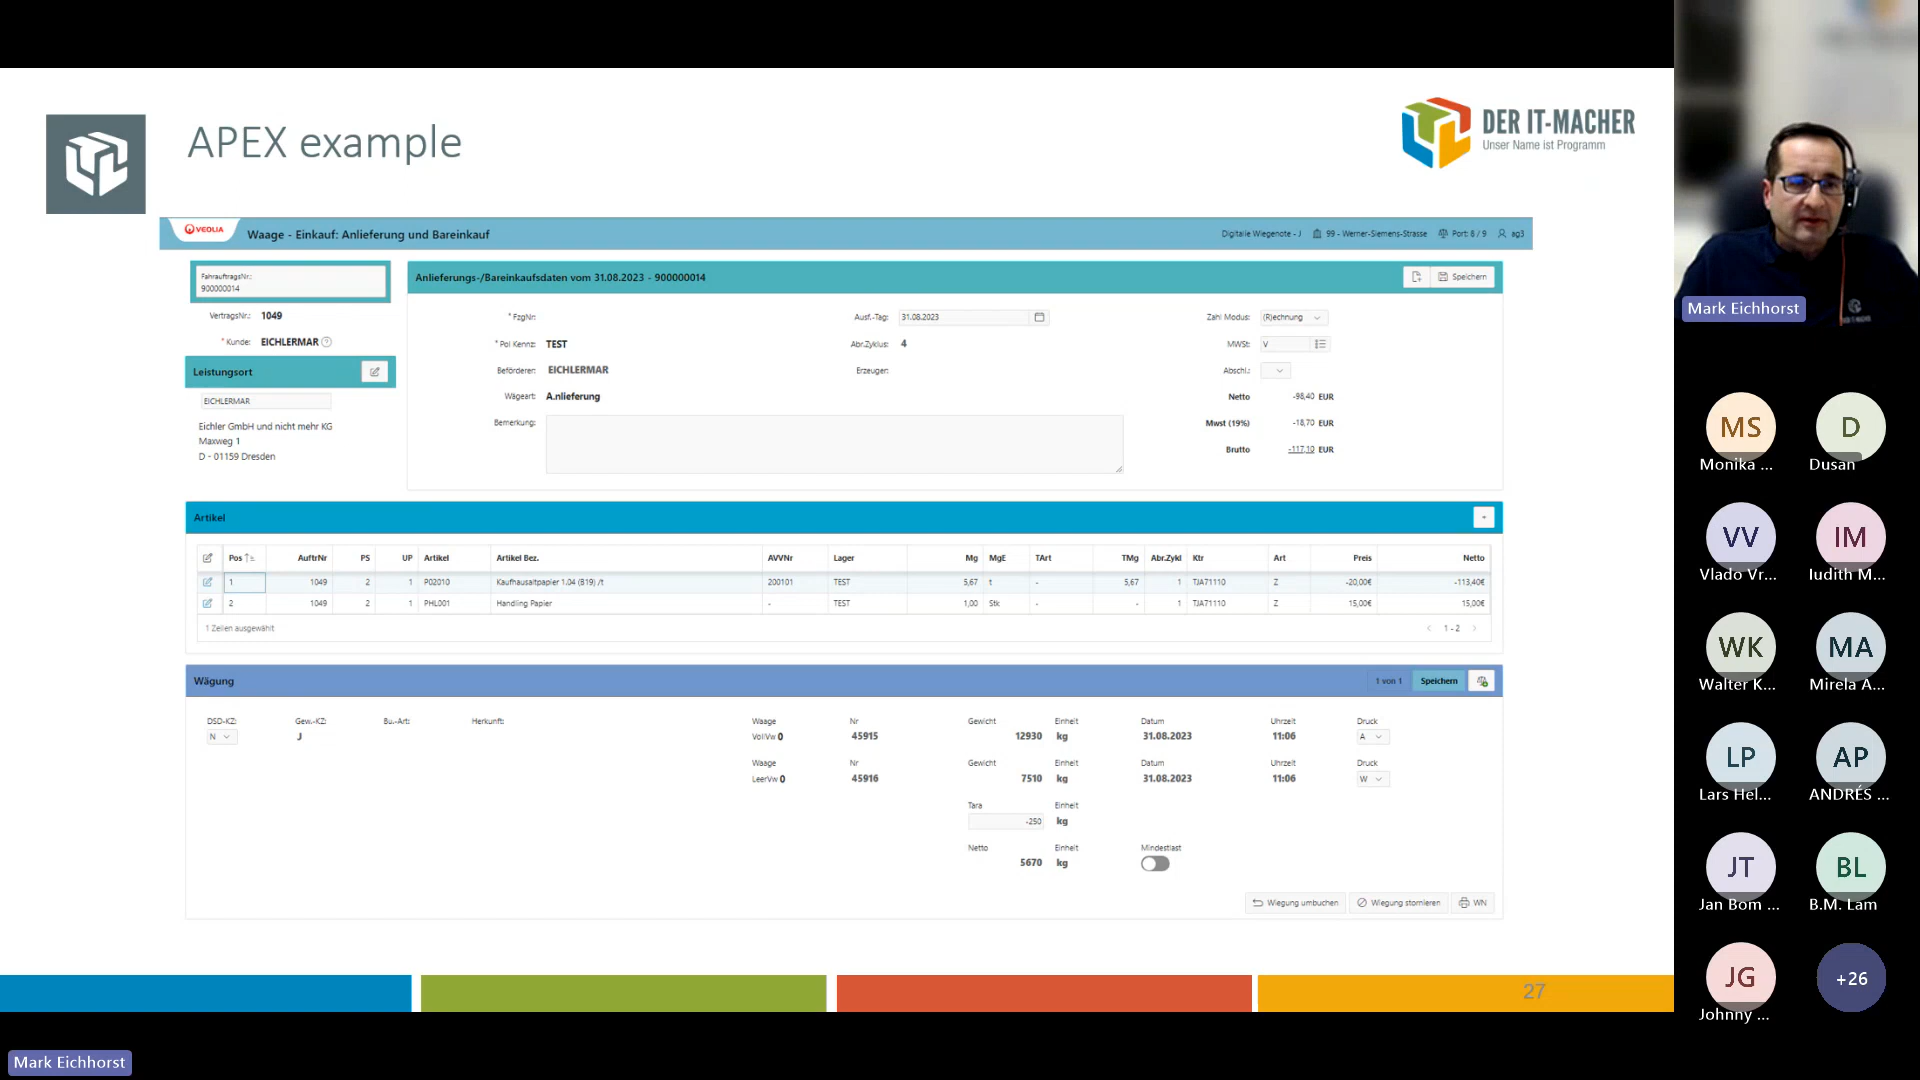 APEX example
DER IT-MACHER
Unser Name ist Programm
VEOLIA
Waage - Einkauf: Anlieferung und Bareinkauf
Digitale Wiegenote - J
99 - Werner-Siemens-Strasse
Port: 8 / 9
ag3
FahrauftragsNr.:
900000014
VertragsNr.: 1049
* Kunde: EICHLERMAR
Leistungsort
EICHLERMAR
Eichler GmbH und nicht mehr KG
Maxweg 1
D - 01159 Dresden
Anlieferungs-/Bareinkaufsdaten vom 31.08.2023 - 900000014
Speichern
* FzgNr:
Ausf.-Tag: 31.08.2023
Zahl Modus: (R)echnung
* Pol Kennz: TEST
Abr.Zyklus: 4
MWSt: V
Beförderer: EICHLERMAR
Erzeuger:
Abschl.:
Wägeart: A.nlieferung
Netto -98,40 EUR
Bemerkung:
Mwst (19%) -18,70 EUR
Brutto -117,10 EUR
Artikel
Pos AuftrNr PS UP Artikel Artikel Bez. AVVNr Lager Mg MgE TArt TMg Abr.Zykl Ktr Art Preis Netto
1 1049 2 1 P02010 Kaufhausaltpapier 1.04 (B19) /t 200101 TEST 5,67 t - 5,67 1 TJA71110 Z -20,00€ -113,40€
2 1049 2 1 PHL001 Handling Papier - TEST 1,00 Stk - - 1 TJA71110 Z 15,00€ 15,00€
1 Zeilen ausgewählt
1 - 2
Wägung
1 von 1
Speichern
DSD-KZ: Gew.-KZ: Bu.-Art: Herkunft: Waage Nr Gewicht Einheit Datum Uhrzeit Druck
N J VollVw 0 45915 12930 kg 31.08.2023 11:06 A
Waage Nr Gewicht Einheit Datum Uhrzeit Druck
LeerVw 0 45916 7510 kg 31.08.2023 11:06 W
Tara Einheit
-250 kg
Netto Einheit Mindestlast
5670 kg
Wiegung umbuchen
Wiegung stornieren
WN
27
Mark Eichhorst
Mark Eichhorst
MS D
Monika ... Dusan
VV IM
Vlado Vr... Iudith M...
WK MA
Walter K... Mirela A...
LP AP
Lars Hel... ANDRÉS ...
JT BL
Jan Bom ... B.M. Lam
JG +26
Johnny ...